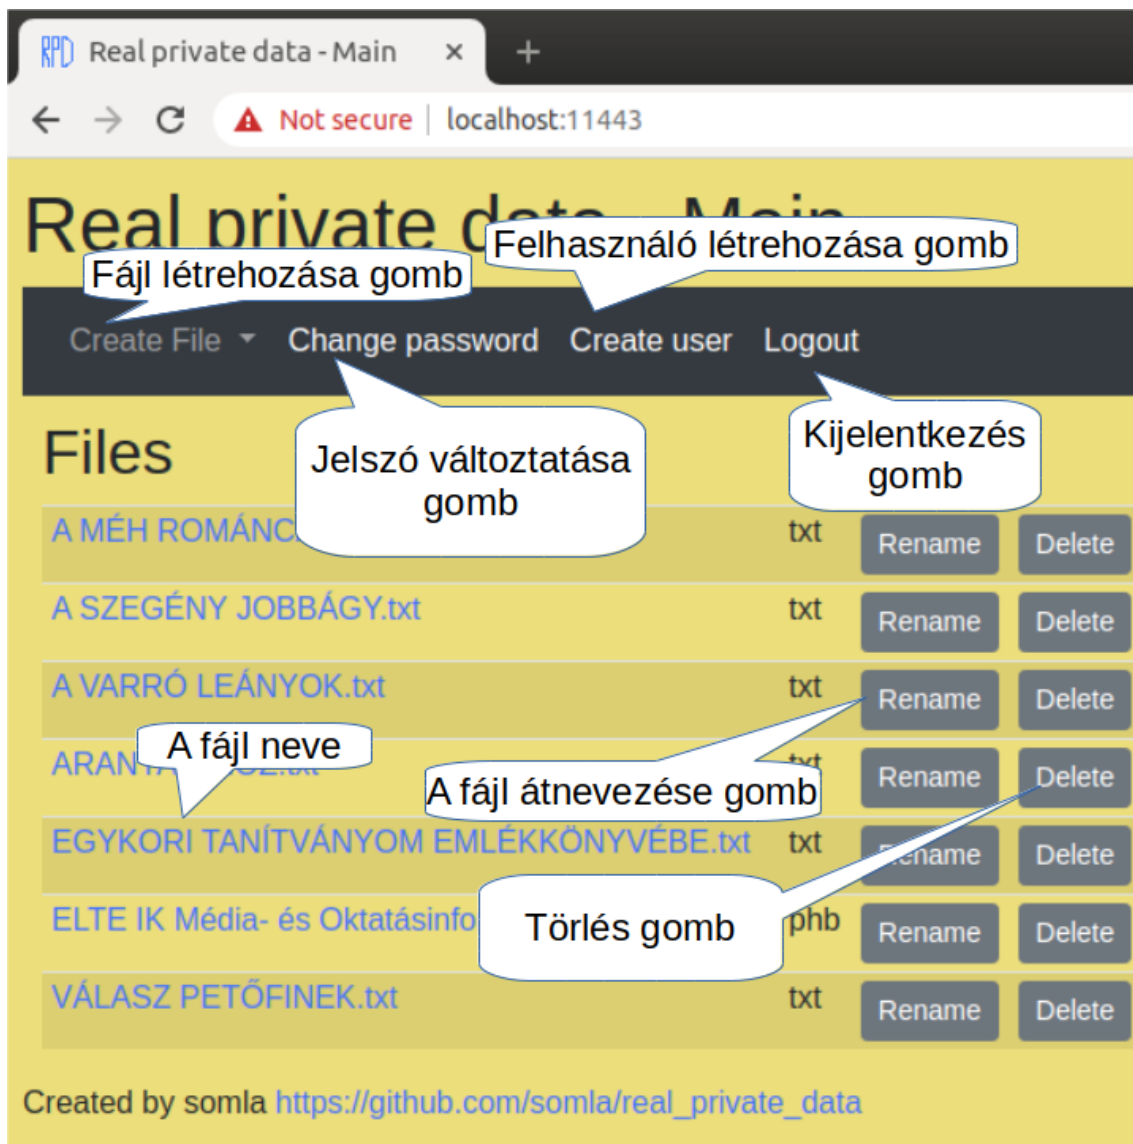 RPD Real private data - Main
Not secure | localhost:11443
Real private
Felhasználó létrehozása gomb
Fájl létrehozása gomb
Create File Change password Create user Logout
Files
Jelszó változtatása
gomb
Kijelentkezés
gomb
A MÉH txt Rename Delete
A SZEGÉNY JOBBÁGY.txt txt Rename Delete
A VARRÓ LEÁNYOK.txt txt Rename Delete
A fájl neve
Rename Delete
A fájl átnevezése gomb
EGYKORI TANÍTVÁNYOM EMLÉKKÖNYVÉBE.txt txt Rename Delete
ELTE IK Média- és phb Rename Delete
Törlés gomb
VÁLASZ PETŐFINEK.txt txt Rename Delete
Created by somla https://github.com/somla/real_private_data